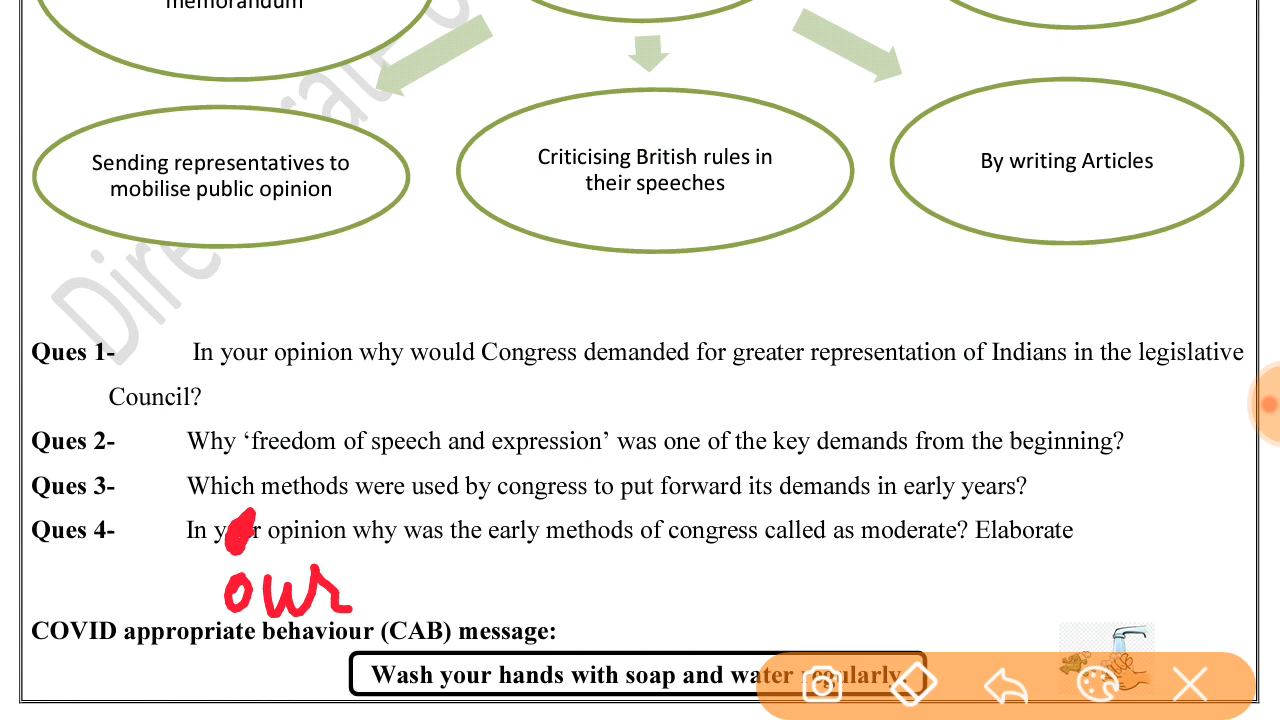 memorandum
Sending representatives to
mobilise public opinion
Criticising British rules in
their speeches
By writing Articles
Ques 1- In your opinion why would Congress demanded for greater representation of Indians in the legislative
Council?
Ques 2- Why ‘freedom of speech and expression’ was one of the key demands from the beginning?
Ques 3- Which methods were used by congress to put forward its demands in early years?
Ques 4- In opinion why was the early methods of congress called as moderate? Elaborate
our
COVID appropriate behaviour (CAB) message:
Wash your hands with soap and water regularly.